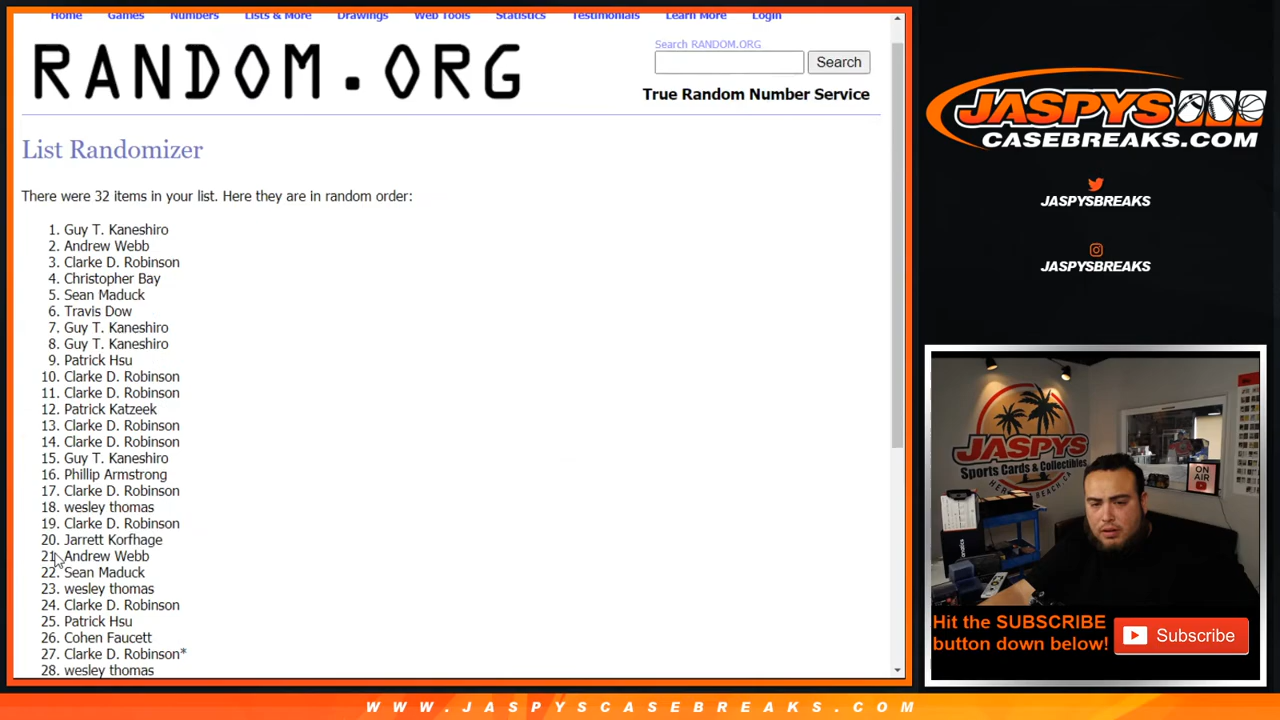 Home Games Numbers Lists & More Drawings Web Tools Statistics Testimonials Learn More Login
RANDOM.ORG
Search RANDOM.ORG
Search
True Random Number Service
List Randomizer
There were 32 items in your list. Here they are in random order:
1. Guy T. Kaneshiro
2. Andrew Webb
3. Clarke D. Robinson
4. Christopher Bay
5. Sean Maduck
6. Travis Dow
7. Guy T. Kaneshiro
8. Guy T. Kaneshiro
9. Patrick Hsu
10. Clarke D. Robinson
11. Clarke D. Robinson
12. Patrick Katzeek
13. Clarke D. Robinson
14. Clarke D. Robinson
15. Guy T. Kaneshiro
16. Phillip Armstrong
17. Clarke D. Robinson
18. wesley thomas
19. Clarke D. Robinson
20. Jarrett Korfhage
21. Andrew Webb
22. Sean Maduck
23. wesley thomas
24. Clarke D. Robinson
25. Patrick Hsu
26. Cohen Faucett
27. Clarke D. Robinson*
28. wesley thomas
JASPYS
CASEBREAKS.COM
JASPYSBREAKS
JASPYSBREAKS
JASPYS
Sports Cards & Collectibles
ON
AIR
Hit the SUBSCRIBE
button down below!
Subscribe
WWW.JASPYSCASEBREAKS.COM